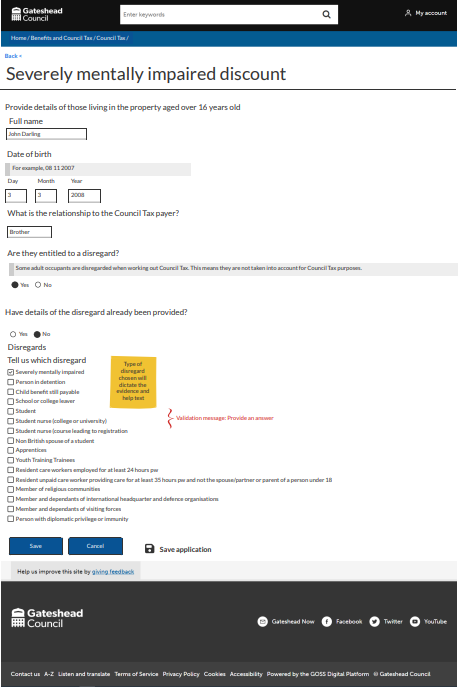 Gateshead
Council
Enter keywords
My account
Home / Benefits and Council Tax / Council Tax /
Back <
Severely mentally impaired discount
Provide details of those living in the property aged over 16 years old
Full name
John Darling
Date of birth
For example, 08 11 2007
Day Month Year
3 3 2008
What is the relationship to the Council Tax payer?
Brother
Are they entitled to a disregard?
Some adult occupants are disregarded when working out Council Tax. This means they are not taken into account for Council Tax purposes.
Yes No
Have details of the disregard already been provided?
Yes No
Disregards
Tell us which disregard
Severely mentally impaired
Person in detention
Child benefit still payable
School or college leaver
Student
Student nurse (college or university)
Student nurse (course leading to registration
Non British spouse of a student
Apprentices
Youth Training Trainees
Resident care workers employed for at least 24 hours pw
Resident unpaid care worker providing care for at least 35 hours pw and not the spouse/partner or parent of a person under 18
Member of religious communities
Member and dependants of international headquarter and defence organisations
Member and dependants of visiting forces
Person with diplomatic privilege or immunity
Type of
disregard
chosen will
dictate the
evidence and
help text
Validation message: Provide an answer
Save Cancel Save application
Help us improve this site by giving feedback
Gateshead
Council
Gateshead Now Facebook Twitter YouTube
Contact us A-Z Listen and translate Terms of Service Privacy Policy Cookies Accessibility Powered by the GOSS Digital Platform © Gateshead Council